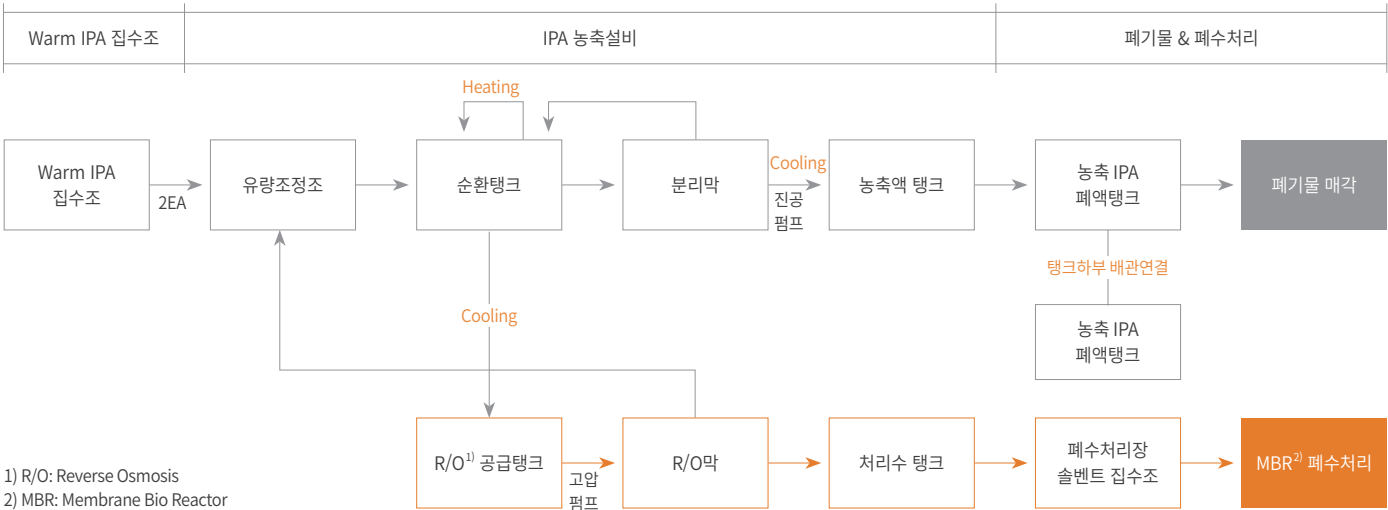 Warm IPA 집수조
IPA 농축설비
폐기물 & 폐수처리
Heating
Warm IPA
집수조
2EA
유량조정조
순환탱크
분리막
Cooling
진공
펌프
농축액 탱크
농축 IPA
폐액탱크
폐기물 매각
탱크하부 배관연결
농축 IPA
폐액탱크
Cooling
R/O1) 공급탱크
고압
펌프
R/O막
처리수 탱크
폐수처리장
솔벤트 집수조
MBR2) 폐수처리
1) R/O: Reverse Osmosis
2) MBR: Membrane Bio Reactor